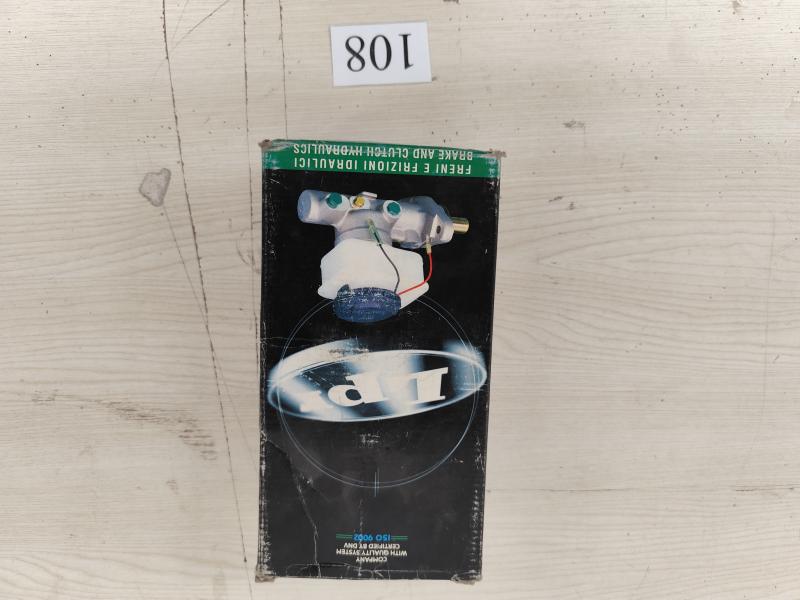 COMPANY
WITH QUALITY SYSTEM
CERTIFIED BY DNV
ISO 9002
Lpr
FRENI E FRIZIONI IDRAULICI
BRAKE AND CLUTCH HYDRAULICS
108